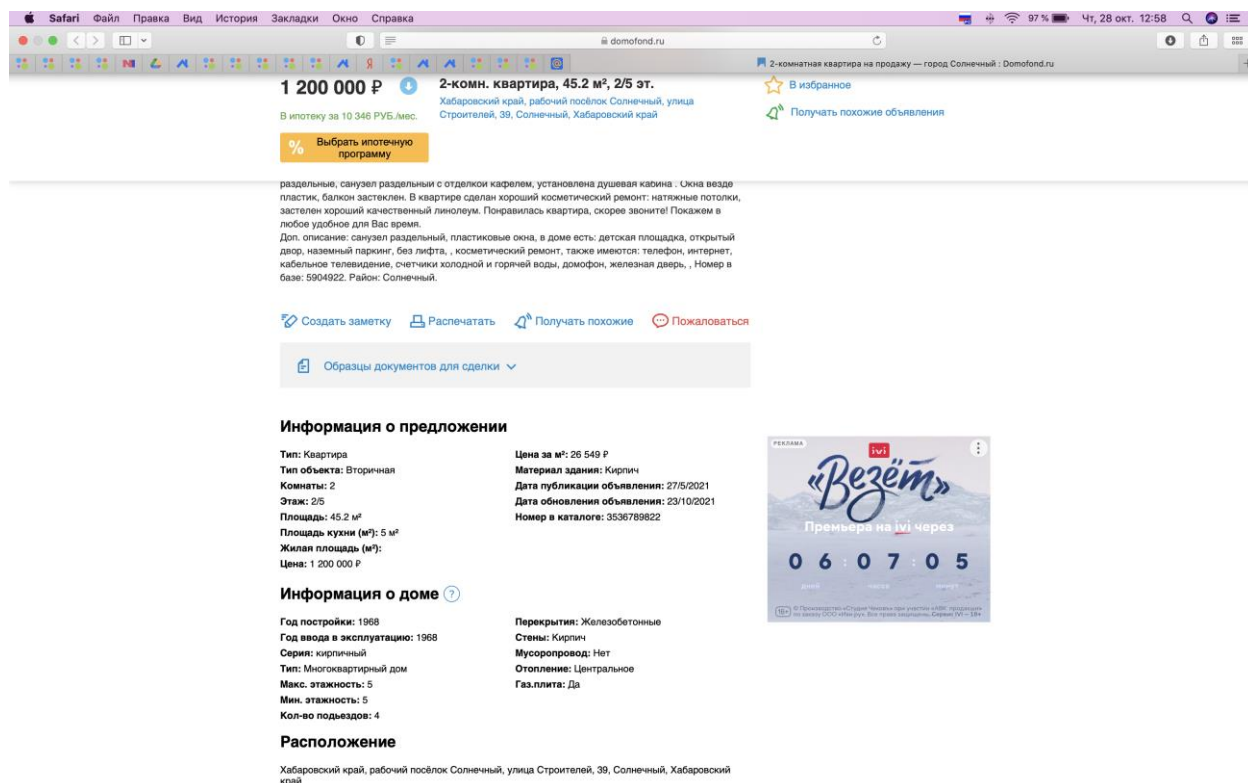 Safari Файл Правка Вид История Закладки Окно Справка
97 % Чт, 28 окт. 12:58
domofond.ru
2-комнатная квартира на продажу — город Солнечный : Domofond.ru
1 200 000 ₽
В ипотеку за 10 346 РУБ./мес.
% Выбрать ипотечную
программу
2-комн. квартира, 45.2 м², 2/5 эт.
Хабаровский край, рабочий посёлок Солнечный, улица
Строителей, 39, Солнечный, Хабаровский край
В избранное
Получать похожие объявления
раздельные, санузел раздельный с отделкой кафелем, установлена душевая кабина . Окна везде
пластик, балкон застеклен. В квартире сделан хороший косметический ремонт: натяжные потолки,
застелен хороший качественный линолеум. Понравилась квартира, скорее звоните! Покажем в
любое удобное для Вас время.
Доп. описание: санузел раздельный, пластиковые окна, в доме есть: детская площадка, открытый
двор, наземный паркинг, без лифта, , косметический ремонт, также имеются: телефон, интернет,
кабельное телевидение, счетчики холодной и горячей воды, домофон, железная дверь, , Номер в
базе: 5904922. Район: Солнечный.
Создать заметку Распечатать Получать похожие Пожаловаться
Образцы документов для сделки
Информация о предложении
Тип: Квартира
Тип объекта: Вторичная
Комнаты: 2
Этаж: 2/5
Площадь: 45.2 м²
Площадь кухни (м²): 5 м²
Жилая площадь (м²):
Цена: 1 200 000 ₽
Цена за м²: 26 549 ₽
Материал здания: Кирпич
Дата публикации объявления: 27/5/2021
Дата обновления объявления: 23/10/2021
Номер в каталоге: 3536789822
РЕКЛАМА
ivi
«Везёт»
Премьера на ivi через
06 : 07 : 05
дней часов минут
16+
Информация о доме ?
Год постройки: 1968
Год ввода в эксплуатацию: 1968
Серия: кирпичный
Тип: Многоквартирный дом
Макс. этажность: 5
Мин. этажность: 5
Кол-во подьездов: 4
Перекрытия: Железобетонные
Стены: Кирпич
Мусоропровод: Нет
Отопление: Центральное
Газ.плита: Да
Расположение
Хабаровский край, рабочий посёлок Солнечный, улица Строителей, 39, Солнечный, Хабаровский
край